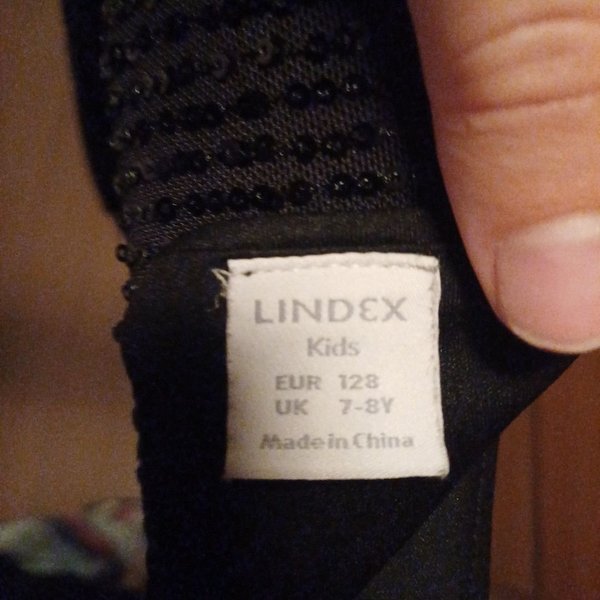 LINDEX
Kids
EUR 128
UK 7-8Y
Made in China